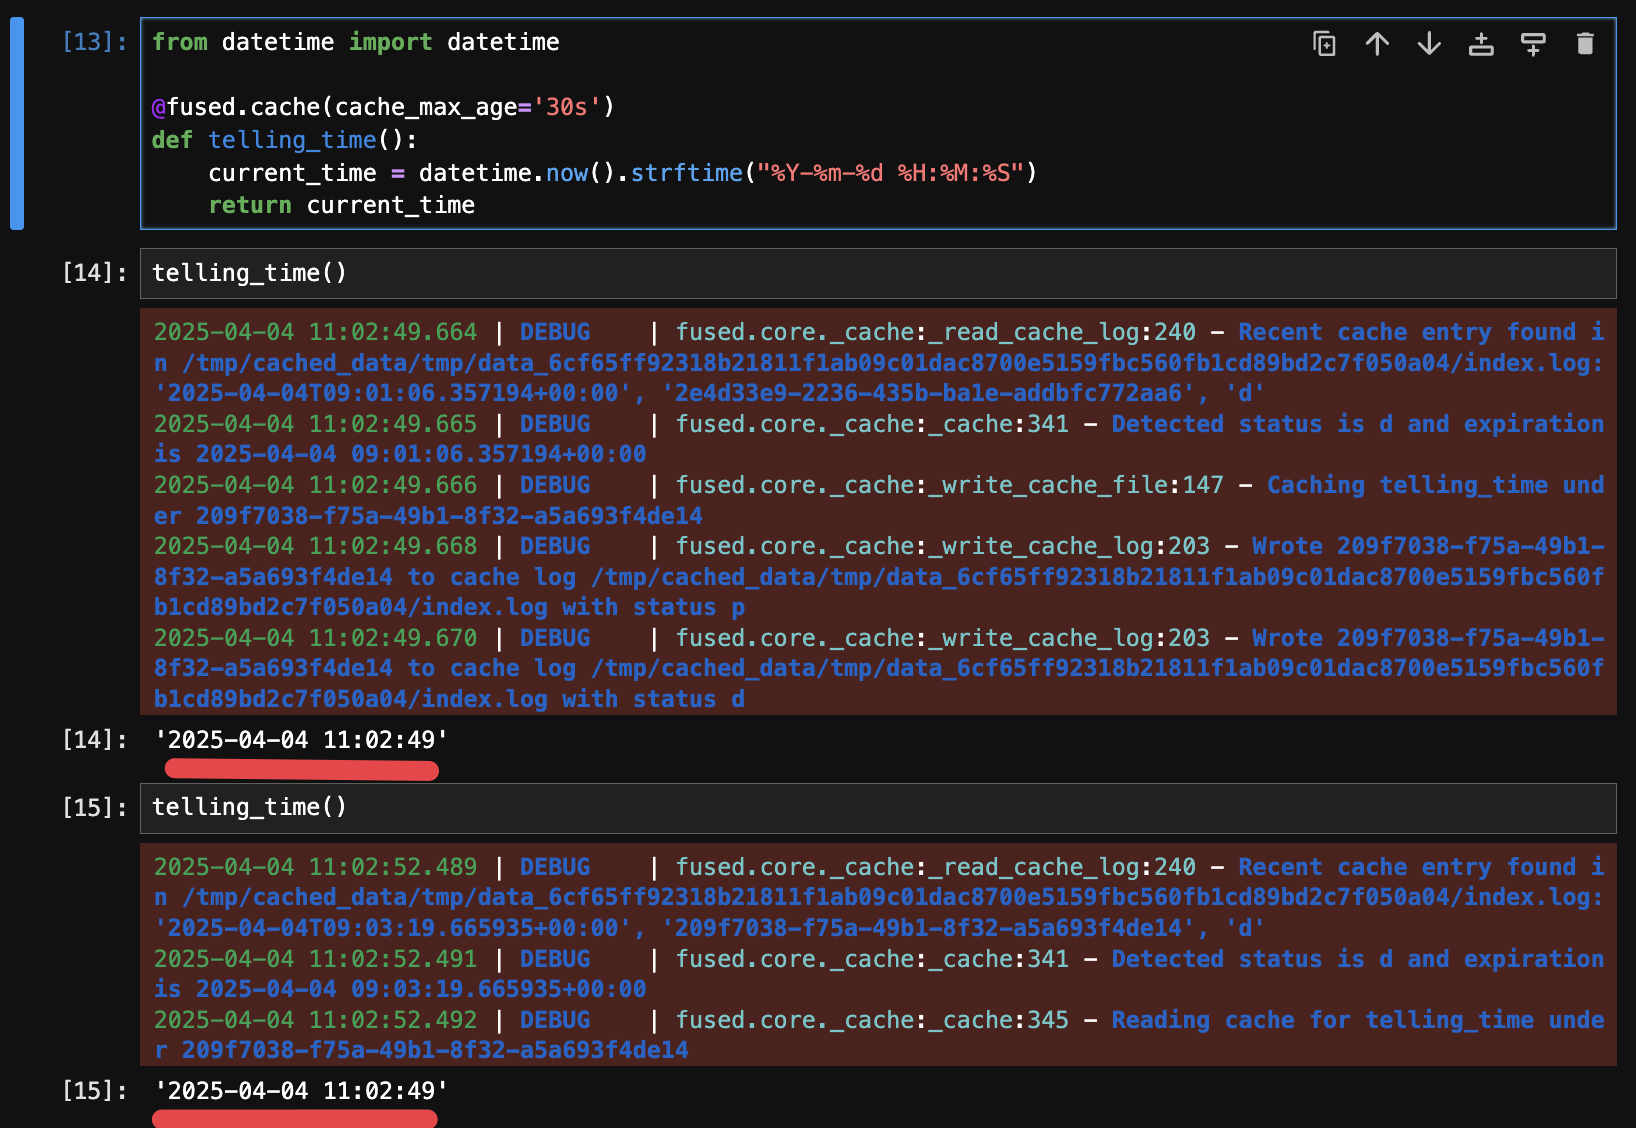 [13]: from datetime import datetime
@fused.cache(cache_max_age='30s')
def telling_time():
    current_time = datetime.now().strftime("%Y-%m-%d %H:%M:%S")
    return current_time
[14]: telling_time()
2025-04-04 11:02:49.664 | DEBUG    | fused.core._cache:_read_cache_log:240 - Recent cache entry found i
n /tmp/cached_data/tmp/data_6cf65ff92318b21811f1ab09c01dac8700e5159fbc560fb1cd89bd2c7f050a04/index.log:
'2025-04-04T09:01:06.357194+00:00', '2e4d33e9-2236-435b-ba1e-addbfc772aa6', 'd'
2025-04-04 11:02:49.665 | DEBUG    | fused.core._cache:_cache:341 - Detected status is d and expiration
is 2025-04-04 09:01:06.357194+00:00
2025-04-04 11:02:49.666 | DEBUG    | fused.core._cache:_write_cache_file:147 - Caching telling_time und
er 209f7038-f75a-49b1-8f32-a5a693f4de14
2025-04-04 11:02:49.668 | DEBUG    | fused.core._cache:_write_cache_log:203 - Wrote 209f7038-f75a-49b1-
8f32-a5a693f4de14 to cache log /tmp/cached_data/tmp/data_6cf65ff92318b21811f1ab09c01dac8700e5159fbc560f
b1cd89bd2c7f050a04/index.log with status p
2025-04-04 11:02:49.670 | DEBUG    | fused.core._cache:_write_cache_log:203 - Wrote 209f7038-f75a-49b1-
8f32-a5a693f4de14 to cache log /tmp/cached_data/tmp/data_6cf65ff92318b21811f1ab09c01dac8700e5159fbc560f
b1cd89bd2c7f050a04/index.log with status d
[14]: '2025-04-04 11:02:49'
[15]: telling_time()
2025-04-04 11:02:52.489 | DEBUG    | fused.core._cache:_read_cache_log:240 - Recent cache entry found i
n /tmp/cached_data/tmp/data_6cf65ff92318b21811f1ab09c01dac8700e5159fbc560fb1cd89bd2c7f050a04/index.log:
'2025-04-04T09:03:19.665935+00:00', '209f7038-f75a-49b1-8f32-a5a693f4de14', 'd'
2025-04-04 11:02:52.491 | DEBUG    | fused.core._cache:_cache:341 - Detected status is d and expiration
is 2025-04-04 09:03:19.665935+00:00
2025-04-04 11:02:52.492 | DEBUG    | fused.core._cache:_cache:345 - Reading cache for telling_time unde
r 209f7038-f75a-49b1-8f32-a5a693f4de14
[15]: '2025-04-04 11:02:49'